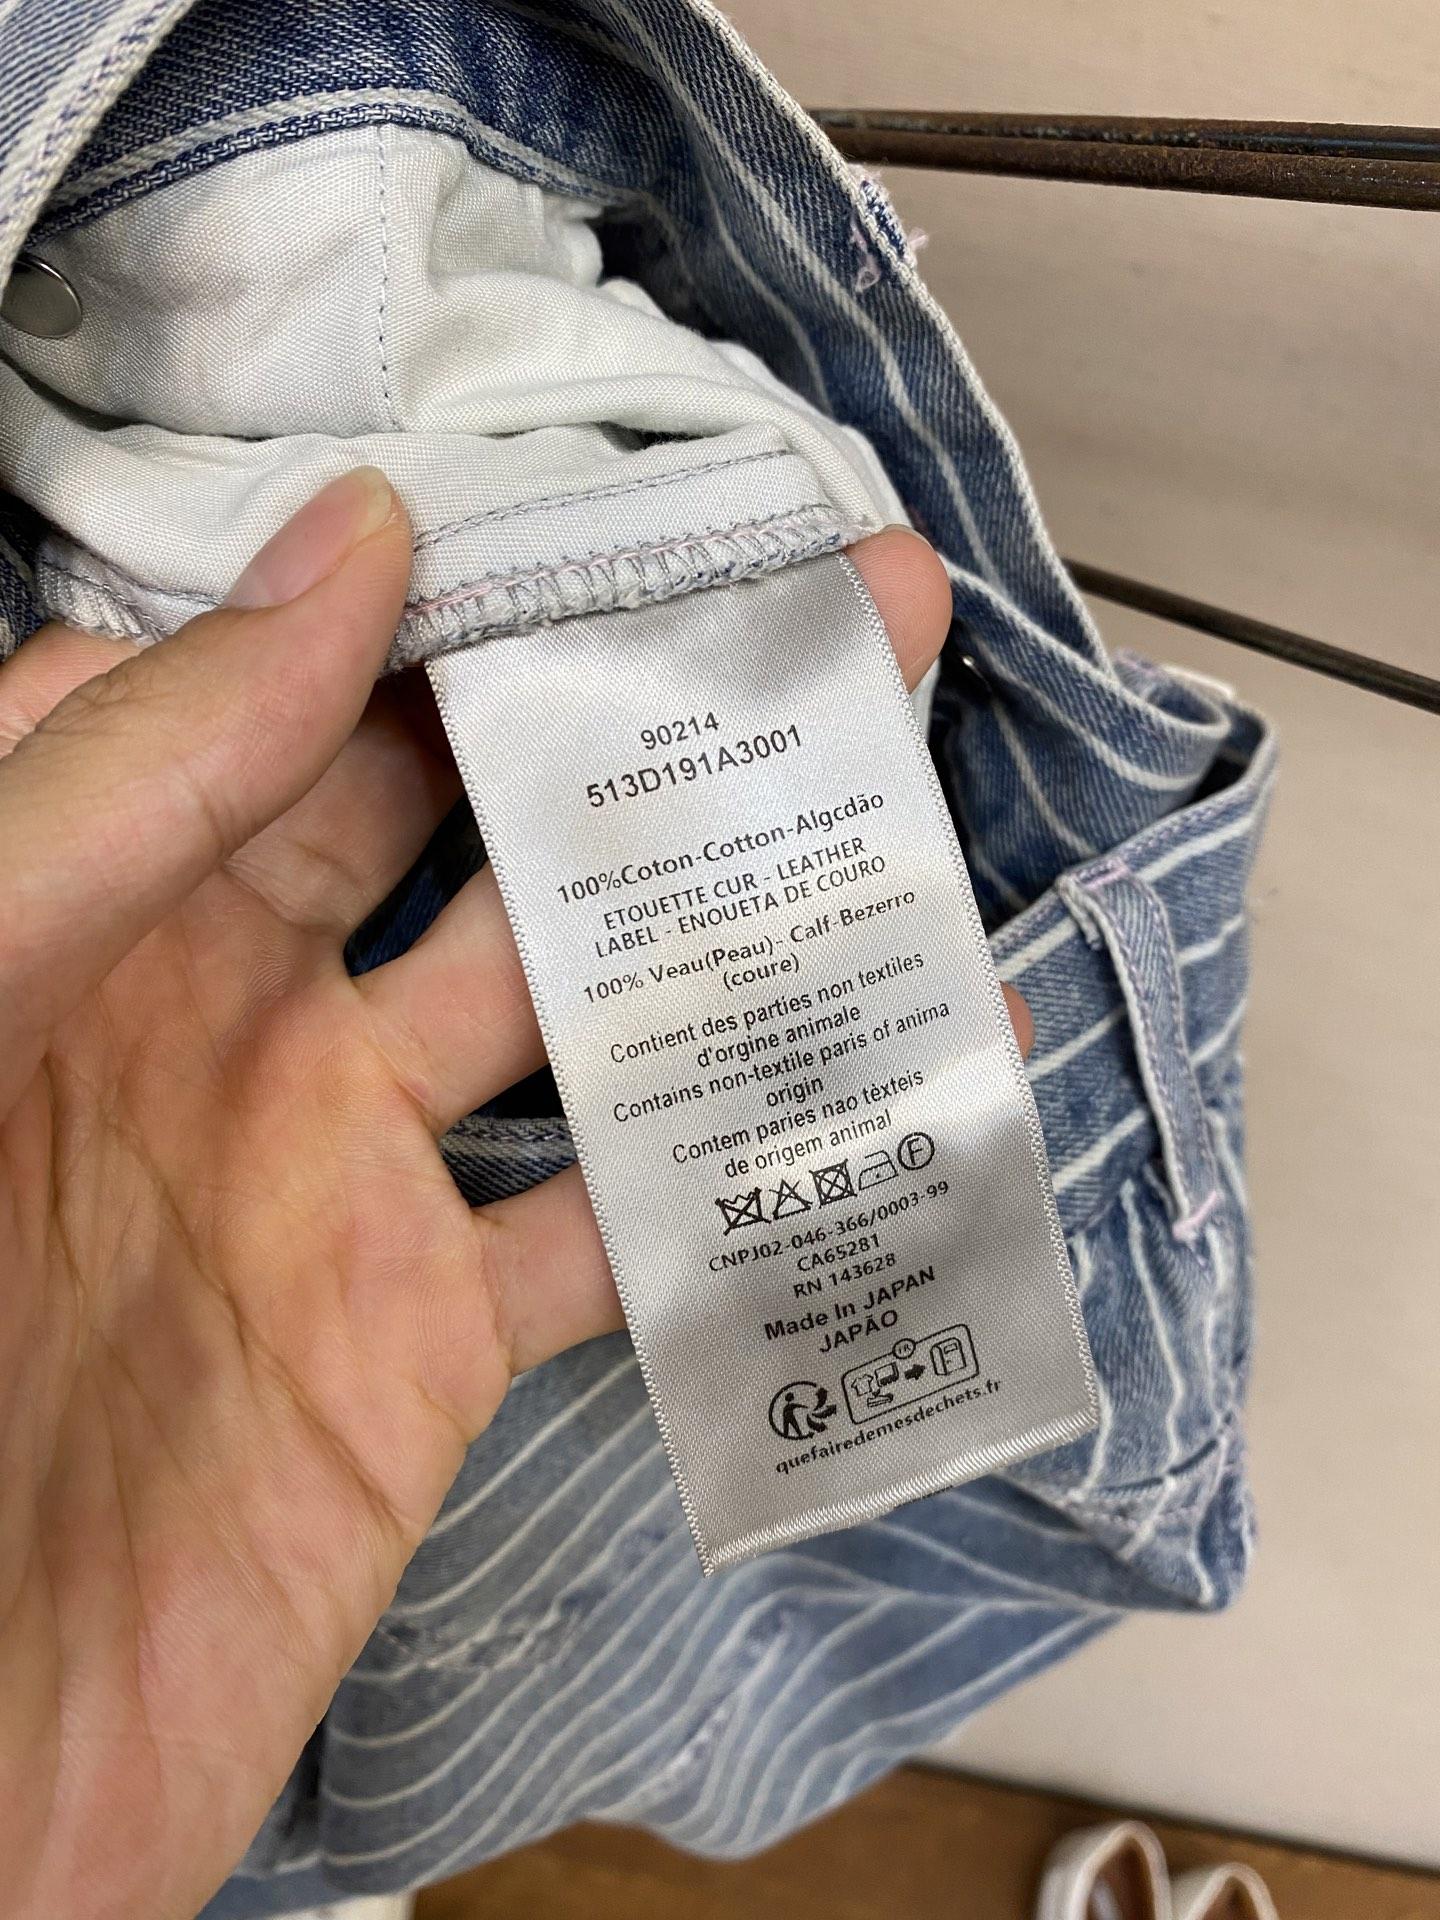 90214
513D191A3001
100%Coton-Cotton-Algcdão
ETOUETTE CUR - LEATHER
LABEL - ENOUETA DE COURO
100% Veau(Peau)- Calf-Bezerro
(coure)
Contient des parties non textiles
d'orgine animale
Contains non-textile paris of anirna
origin
Contem paries nao tèxteis
de origem animal
F
CNPJ02-046-366/0003-99
CA65281
RN 143628
Made In JAPAN
JAPÃO
FR
quefairedemesdechets.fr